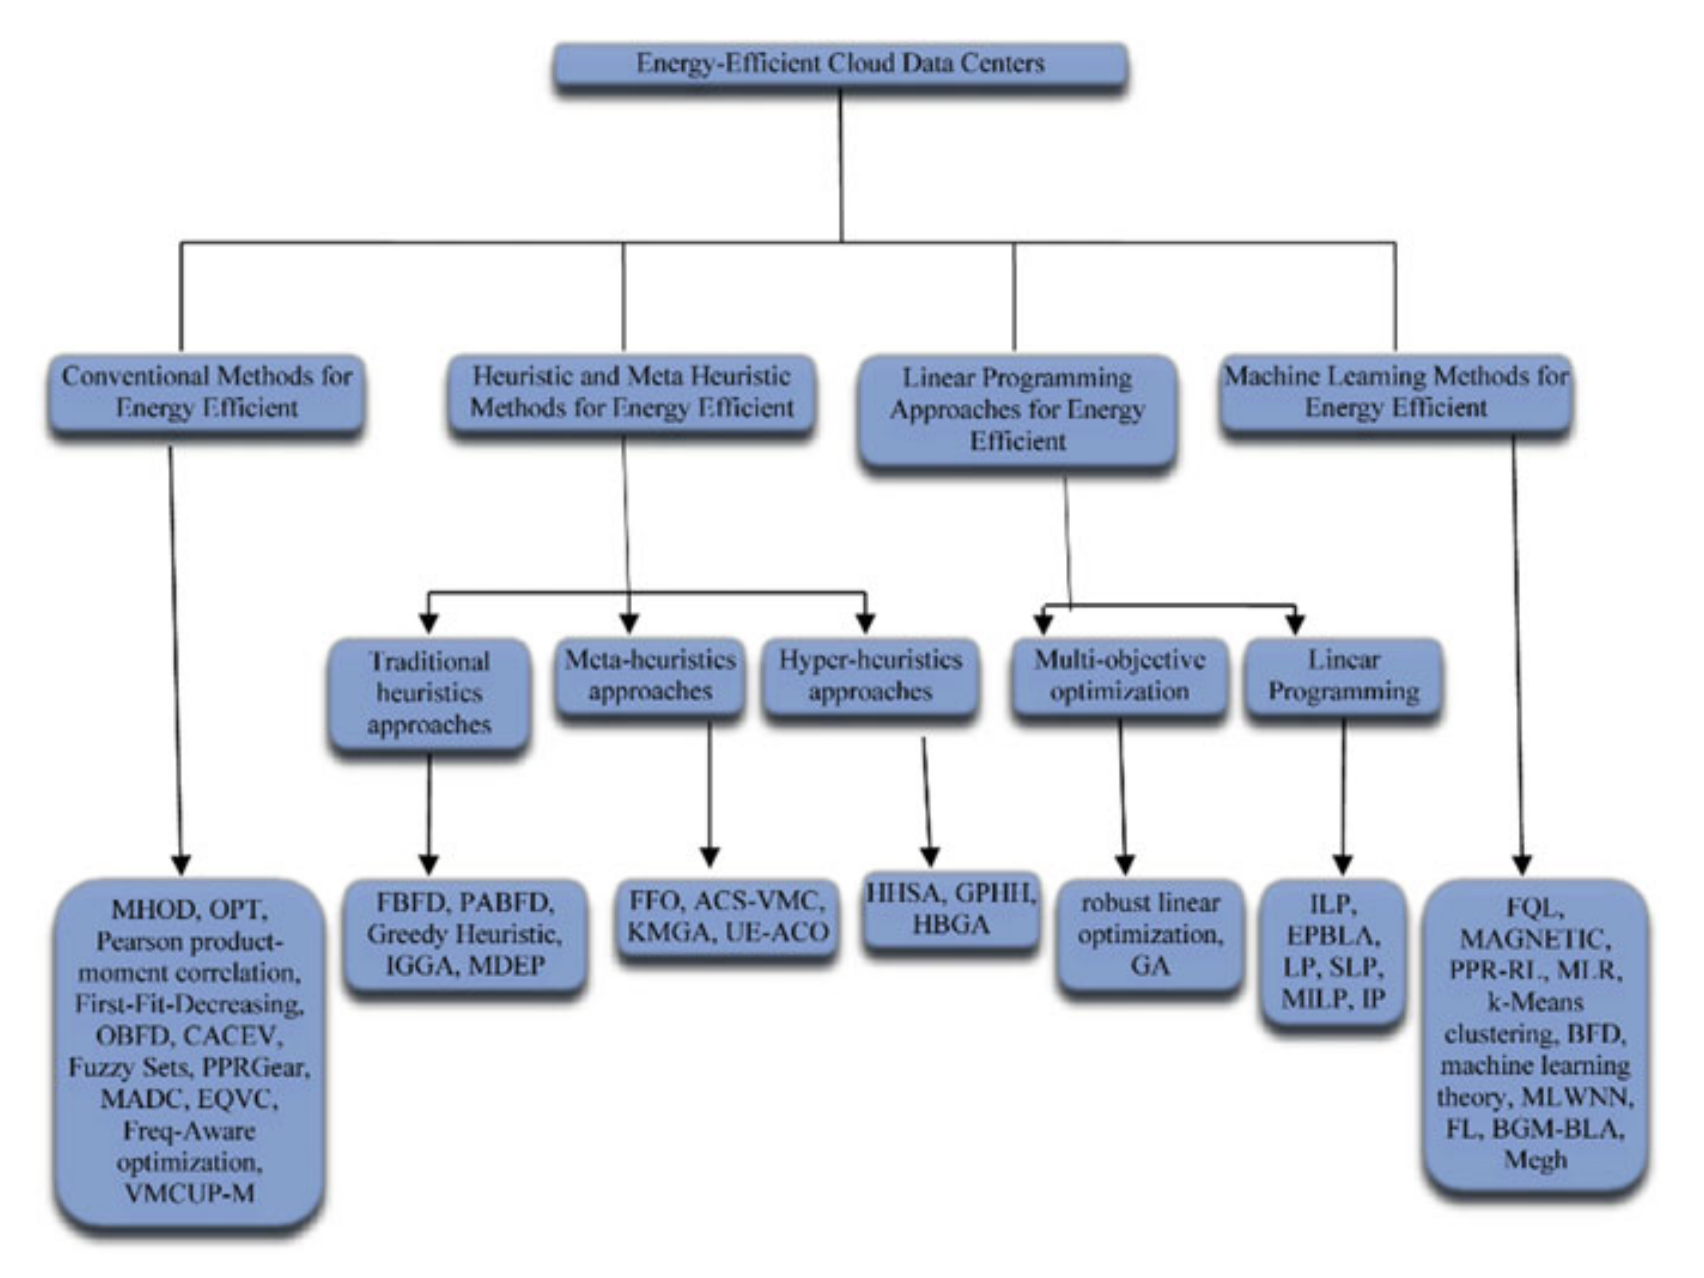 Energy-Efficient Cloud Data Centers
Conventional Methods for
Energy Efficient
Heuristic and Meta Heuristic
Methods for Energy Efficient
Linear Programming
Approaches for Energy
Efficient
Machine Learning Methods for
Energy Efficient
Traditional
heuristics
approaches
Meta-heuristics
approaches
Hyper-heuristics
approaches
Multi-objective
optimization
Linear
Programming
MHOD, OPT,
Pearson product-
moment correlation,
First-Fit-Decreasing,
OBFD, CACEV,
Fuzzy Sets, PPRGear,
MADC, EQVC,
Freq-Aware
optimization,
VMCUP-M
FBFD, PABFD,
Greedy Heuristic,
IGGA, MDEP
FFO, ACS-VMC,
KMGA, UE-ACO
HHSA, GPHH,
HBGA
robust linear
optimization,
GA
ILP,
EPBLA,
LP, SLP,
MILP, IP
FQL,
MAGNETIC,
PPR-RL, MLR,
k-Means
clustering, BFD,
machine learning
theory, MLWNN,
FL, BGM-BLA,
Megh